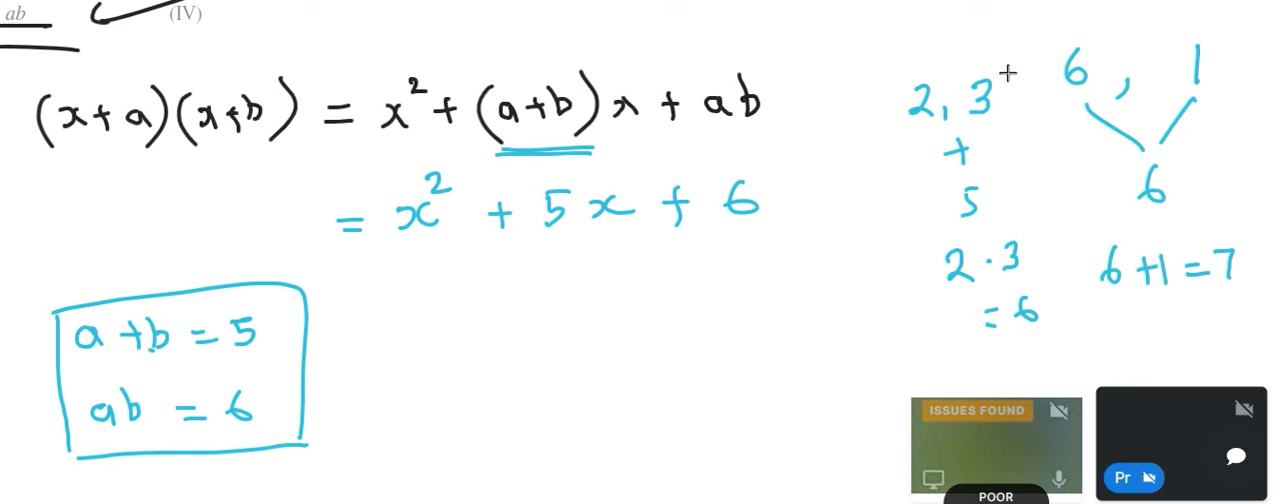 ab (IV)
(x+a)(x+b) = x² + (a+b)x + ab
= x² + 5x + 6
a+b = 5
ab = 6
2, 3
+
5
2 · 3
= 6
6, 1
6
6+1=7
ISSUES FOUND
Pr
POOR